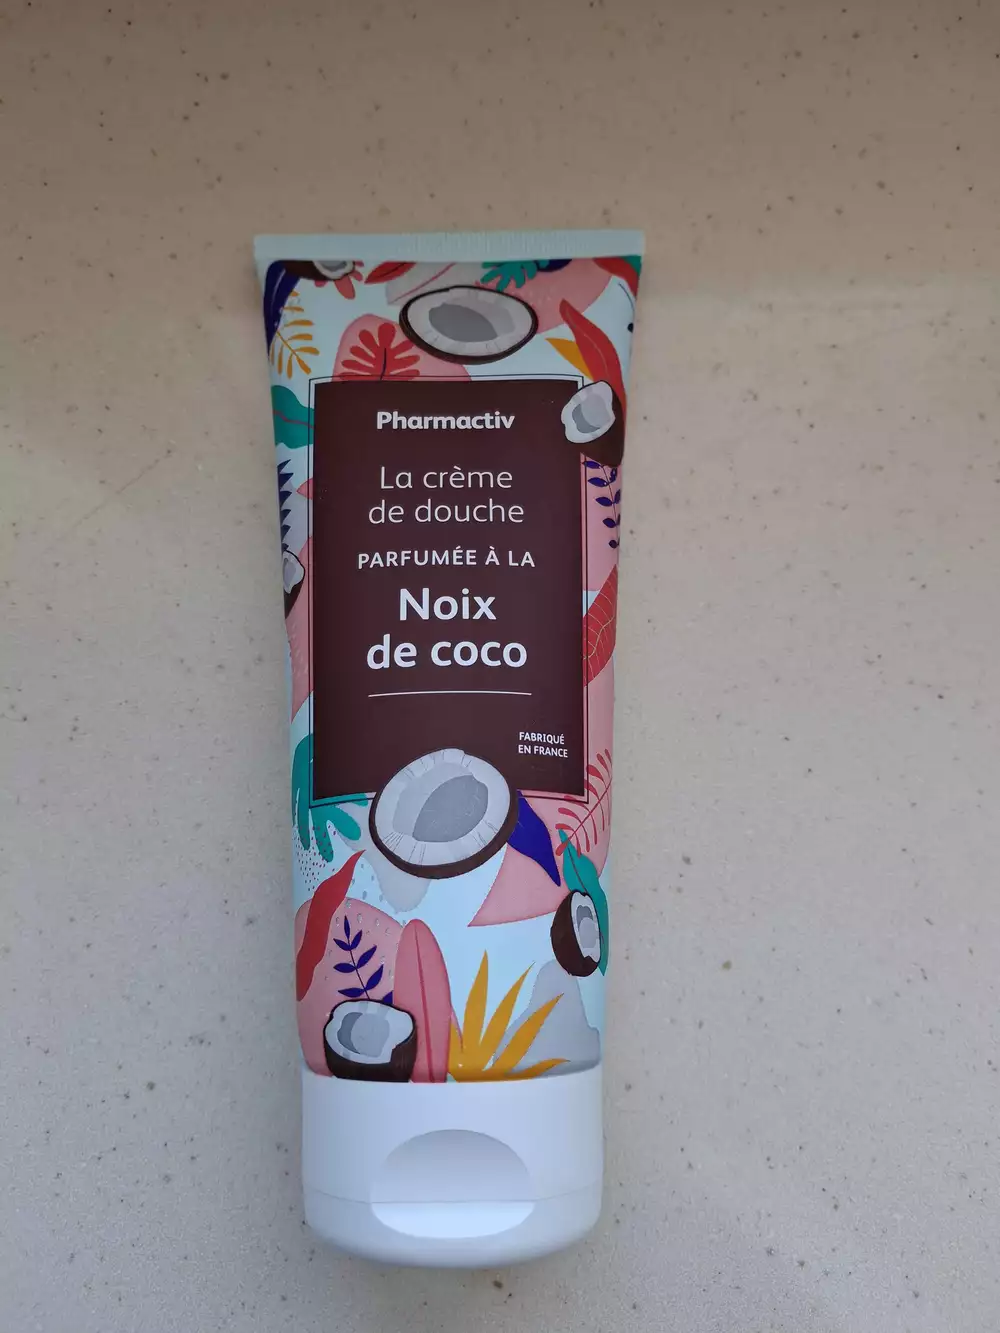 Pharmactiv
La crème
de douche
PARFUMÉE À LA
Noix
de coco
FABRIQUÉ
EN FRANCE